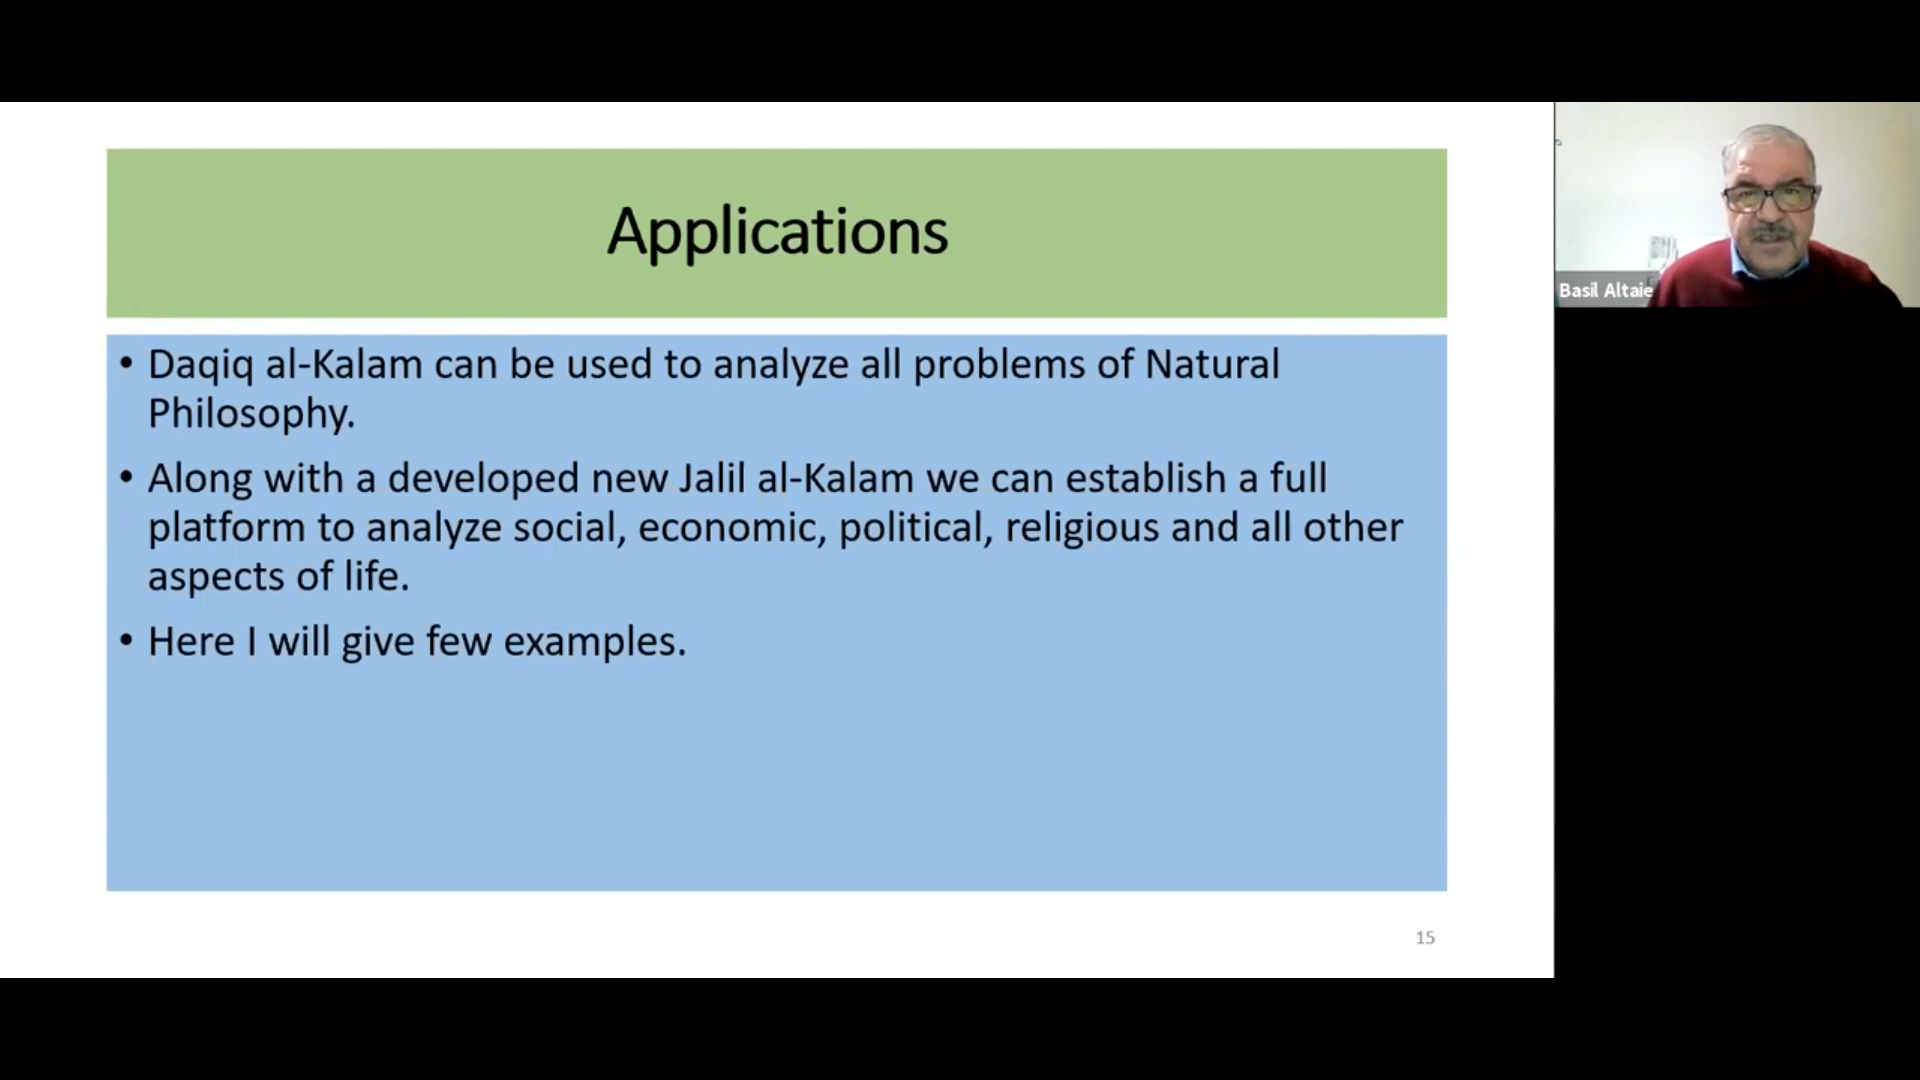 Applications
• Daqiq al-Kalam can be used to analyze all problems of Natural
Philosophy.
• Along with a developed new Jalil al-Kalam we can establish a full
platform to analyze social, economic, political, religious and all other
aspects of life.
• Here I will give few examples.
15
Basil Altaie